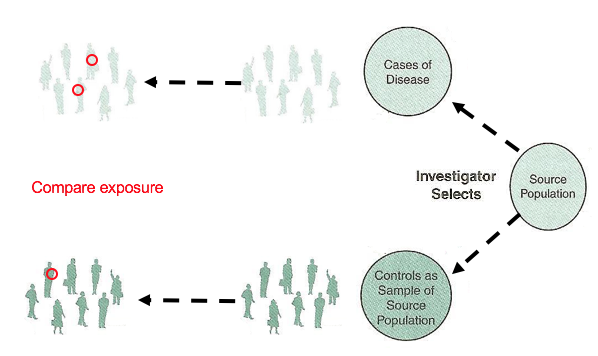 Cases of
Disease
Compare exposure
Investigator
Selects
Source
Population
Controls as
Sample of
Source
Population